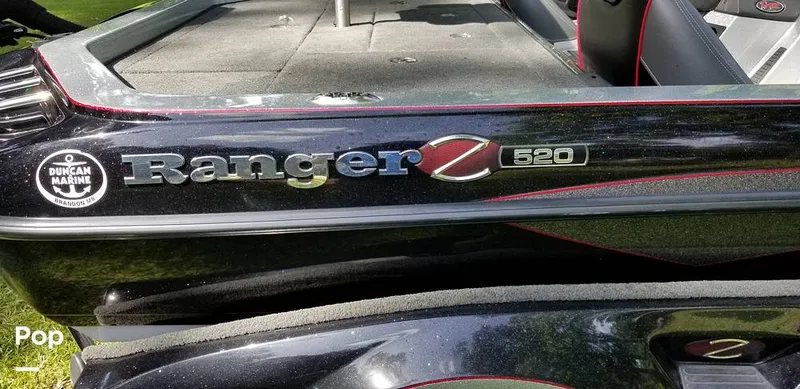 DUNCAN
MARINE
BRANDON MS
Ranger Z 520
Z
Pop